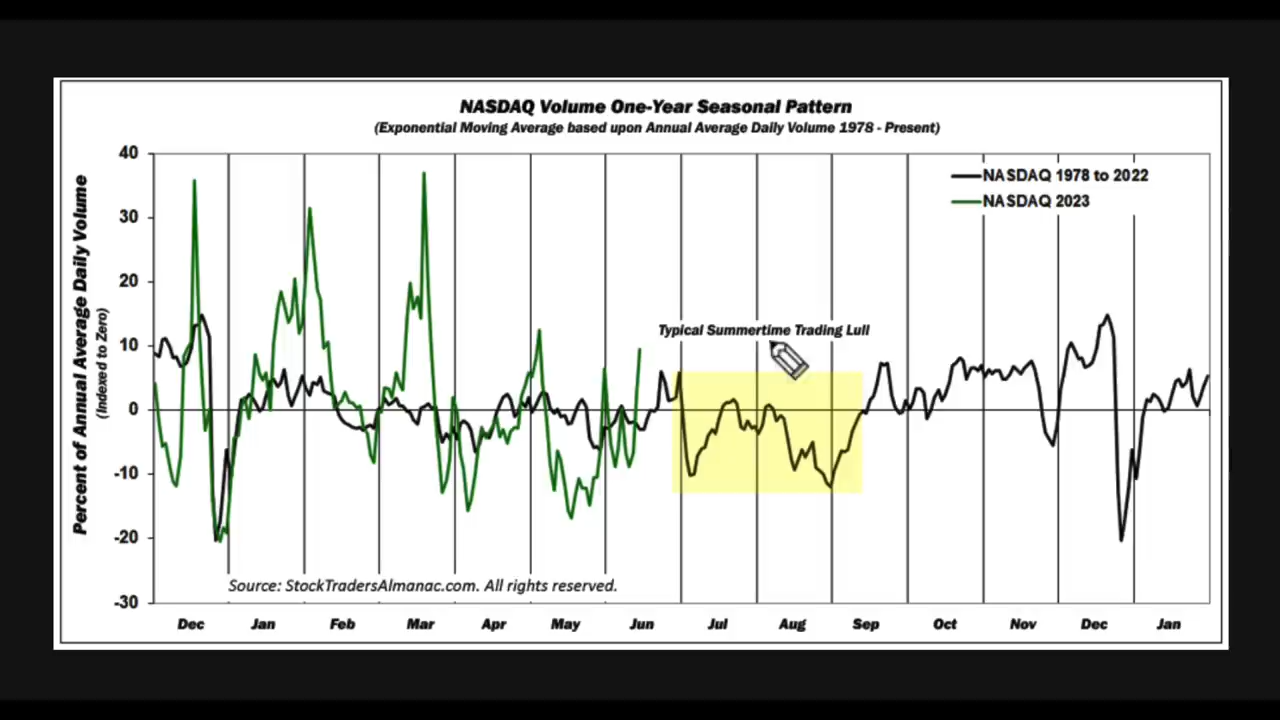 NASDAQ Volume One-Year Seasonal Pattern
(Exponential Moving Average based upon Annual Average Daily Volume 1978 - Present)
Percent of Annual Average Daily Volume
(Indexed to Zero)
40
30
20
10
0
-10
-20
-30
NASDAQ 1978 to 2022
NASDAQ 2023
Typical Summertime Trading Lull
Source: StockTradersAlmanac.com. All rights reserved.
Dec Jan Feb Mar Apr May Jun Jul Aug Sep Oct Nov Dec Jan